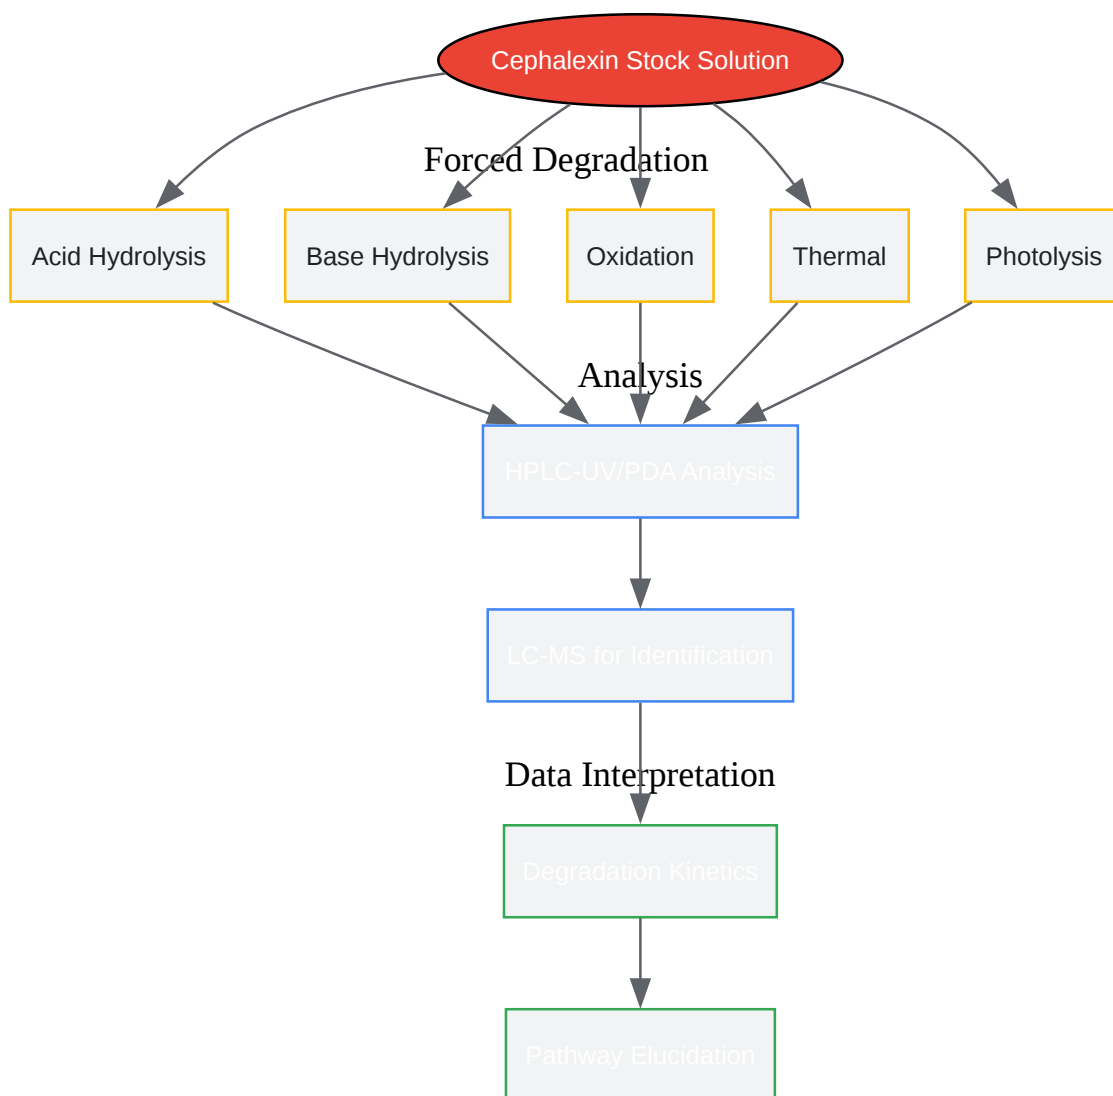 Cephalexin Stock Solution
Forced Degradation
Acid Hydrolysis
Base Hydrolysis
Oxidation
Thermal
Photolysis
Analysis
HPLC-UV/PDA Analysis
LC-MS for Identification
Data Interpretation
Degradation Kinetics
Pathway Elucidation